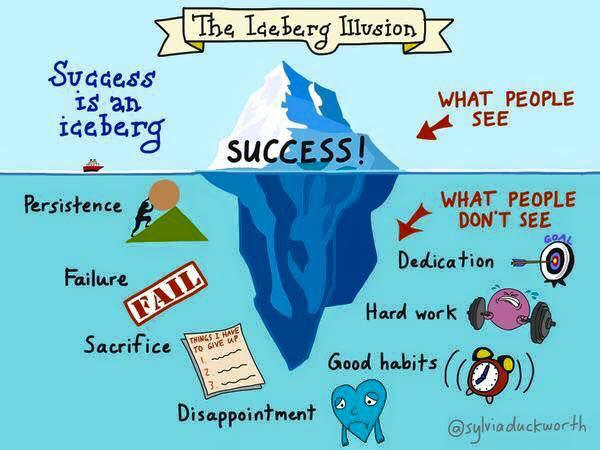 The Iceberg Illusion
Success
is an
iceberg
WHAT PEOPLE
SEE
SUCCESS!
WHAT PEOPLE
DON'T SEE
Persistence
Dedication
GOAL
Failure
FAIL
Hard work
Sacrifice
THINGS I HAVE
TO GIVE UP
1.
2.
3.
Good habits
Disappointment
@sylviaduckworth